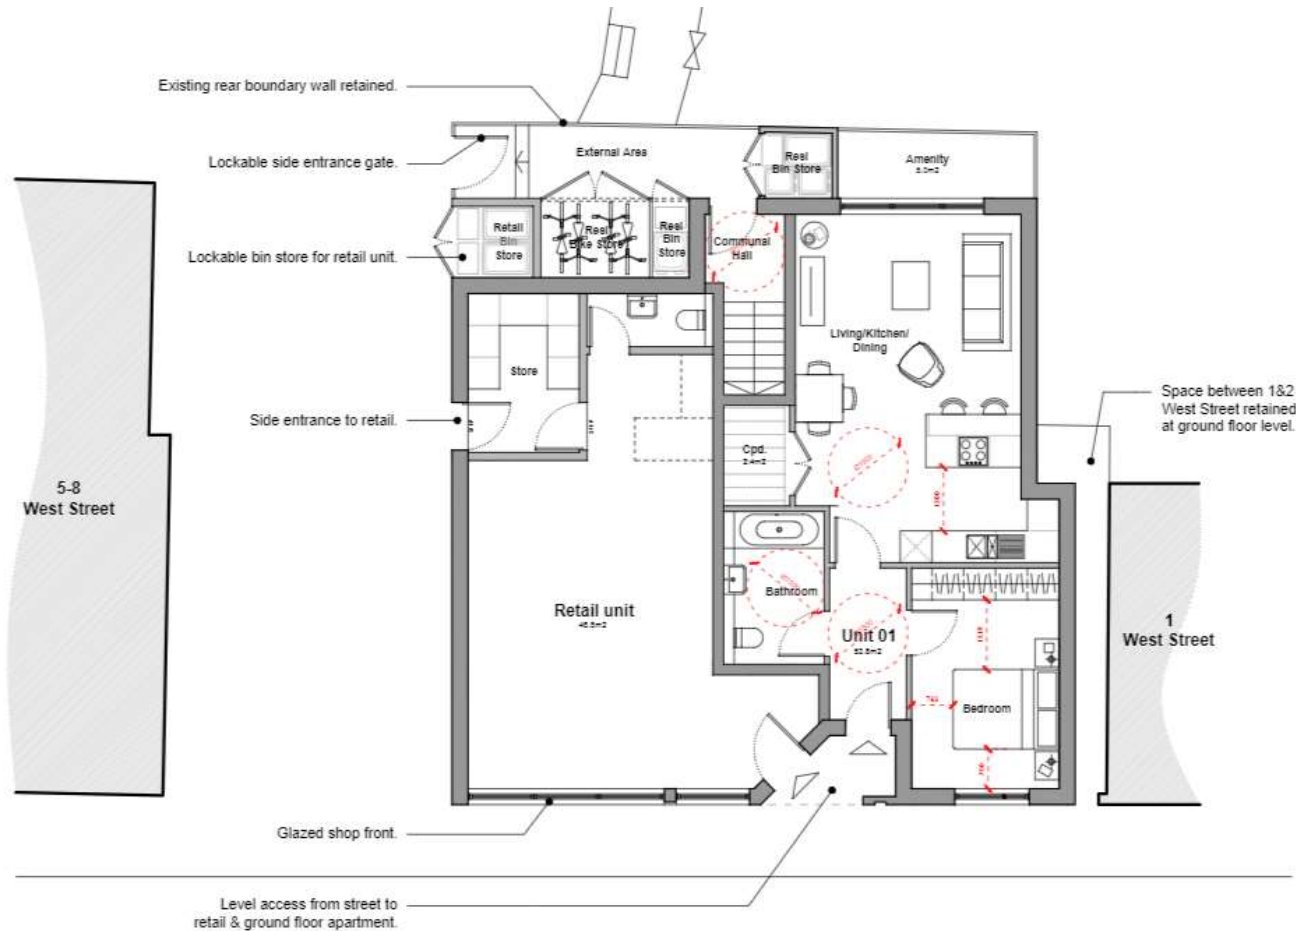 Existing rear boundary wall retained.
Lockable side entrance gate.
External Area
Resi
Bin Store
Amenity
Retail
Bin
Store
Resi
Bike Store
Resi
Bin
Store
Communal
Hall
Lockable bin store for retail unit.
Living/Kitchen/
Dining
Store
Side entrance to retail.
Space between 1&2
West Street retained
at ground floor level.
Cpd.
5-8
West Street
Bathroom
Retail unit
Unit 01
1
West Street
Bedroom
Glazed shop front.
Level access from street to
retail & ground floor apartment.